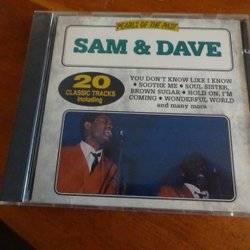 PEARLS OF THE PAST
SAM & DAVE
20
CLASSIC TRACKS
including
YOU DON'T KNOW LIKE I KNOW
• SOOTHE ME • SOUL SISTER,
BROWN SUGAR • HOLD ON, I'M
COMING • WONDERFUL WORLD
and many more